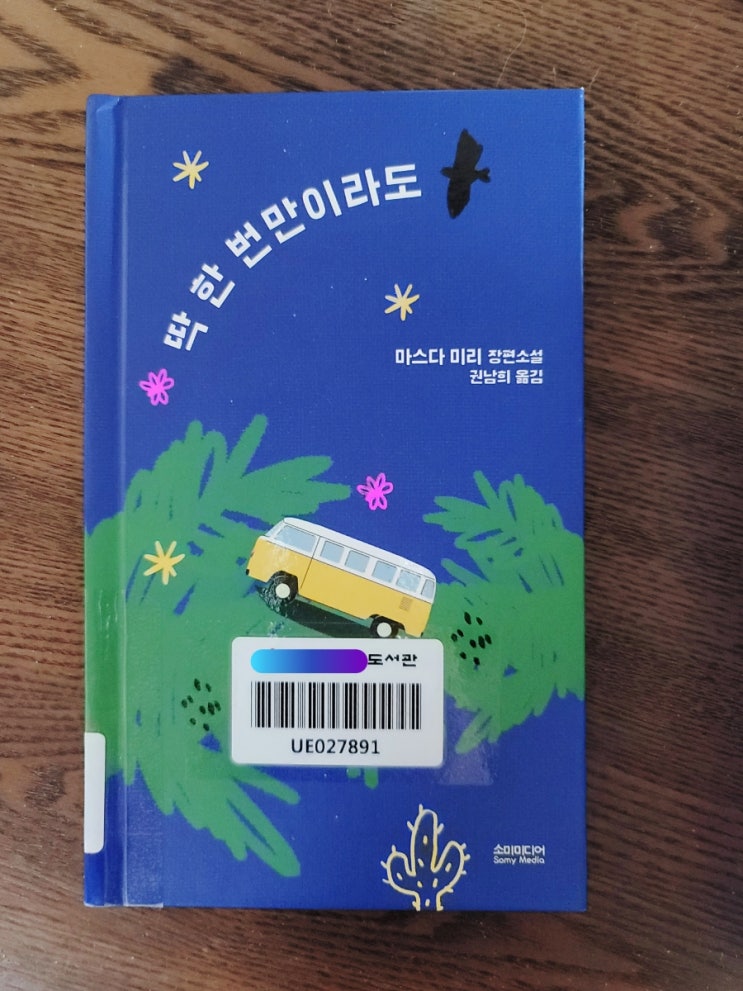 딱 한 번만이라도
마스다 미리 장편소설
권남희 옮김
도서관
UE027891
소미미디어
Somy Media